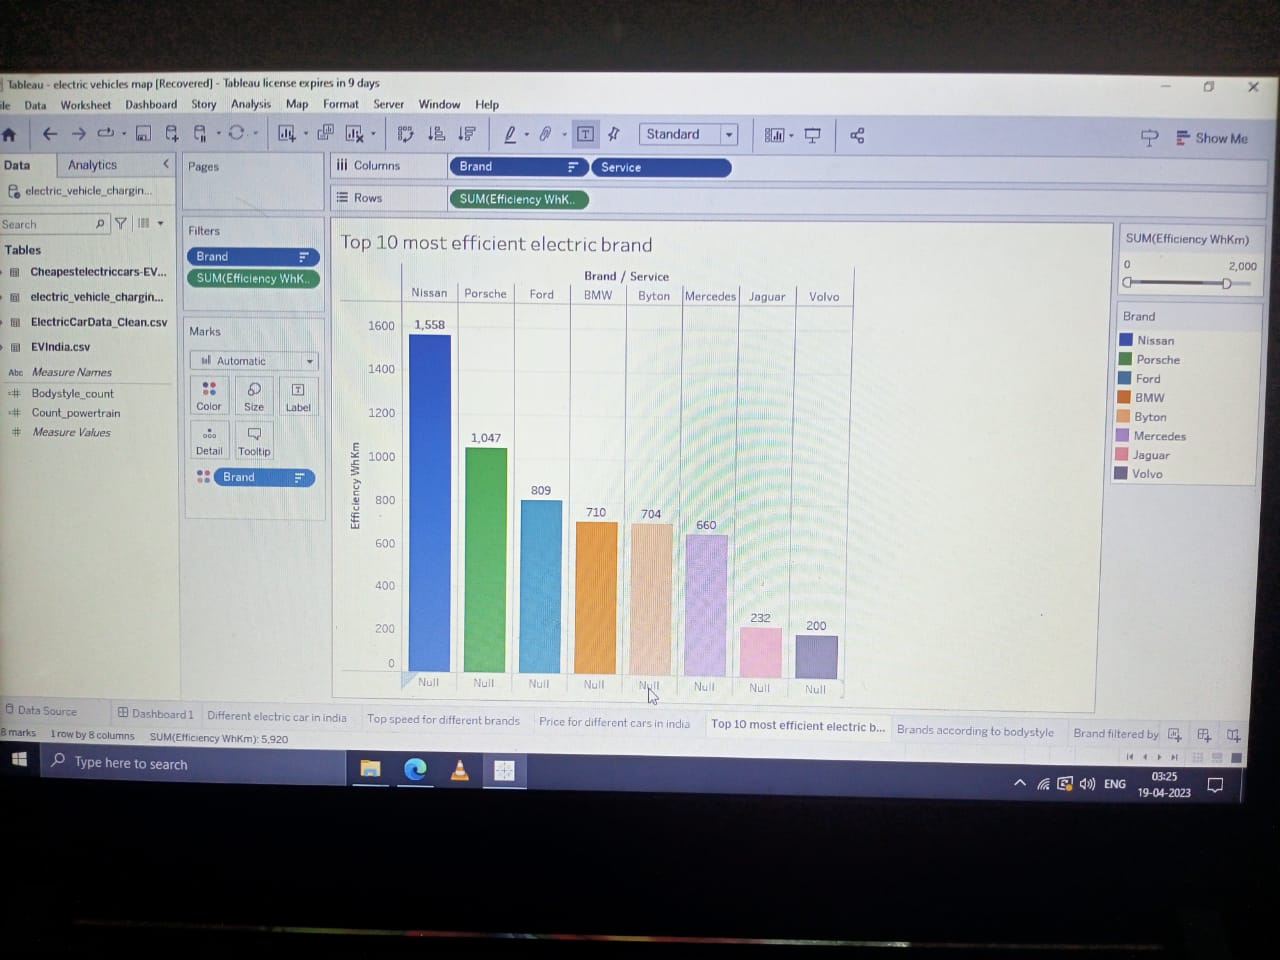 Tableau - electric vehicles map [Recovered] - Tableau license expires in 9 days
ile Data Worksheet Dashboard Story Analysis Map Format Server Window Help
Standard
Show Me
Data Analytics
Pages
Columns Brand Service
electric_vehicle_chargin...
Rows SUM(Efficiency WhK..
Search
Filters
Brand
SUM(Efficiency WhK..
Tables
Cheapestelectriccars-EV...
electric_vehicle_chargin...
ElectricCarData_Clean.csv
EVIndia.csv
Abc Measure Names
Bodystyle_count
Count_powertrain
Measure Values
Marks
Automatic
Color Size Label
Detail Tooltip
Brand
Top 10 most efficient electric brand
Brand / Service
Nissan Porsche Ford BMW Byton Mercedes Jaguar Volvo
1600
1400
1200
1000
800
600
400
200
0
Efficiency WhKm
1,558
1,047
809
710
704
660
232
200
Null Null Null Null Null Null Null Null
SUM(Efficiency WhKm)
0 2,000
Brand
Nissan
Porsche
Ford
BMW
Byton
Mercedes
Jaguar
Volvo
Data Source Dashboard 1 Different electric car in india Top speed for different brands Price for different cars in india Top 10 most efficient electric b... Brands according to bodystyle Brand filtered by
8 marks 1 row by 8 columns SUM(Efficiency WhKm): 5,920
Type here to search
ENG
03:25
19-04-2023